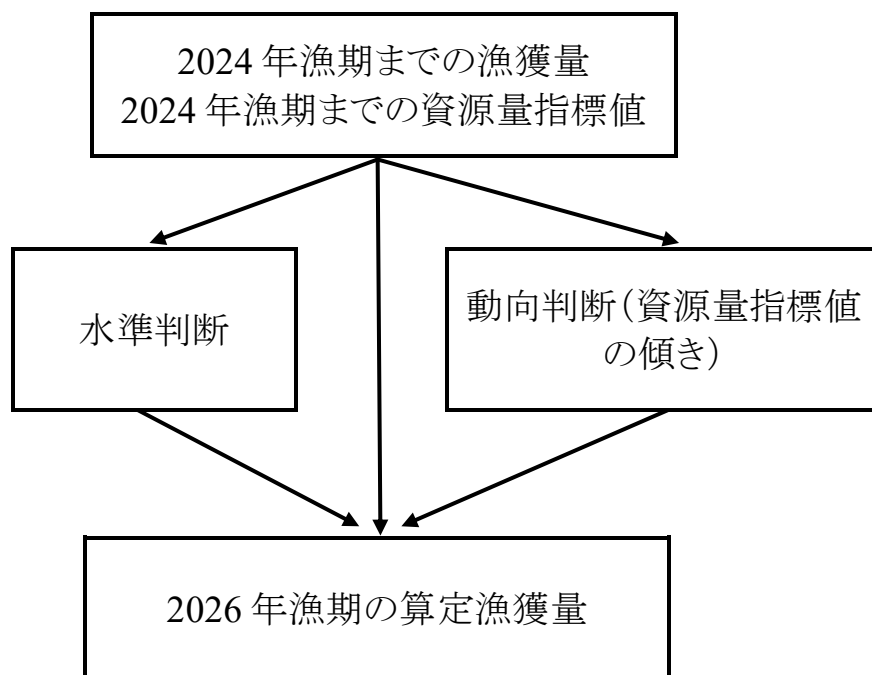 2024 年漁期までの漁獲量
2024 年漁期までの資源量指標値
水準判断
動向判断(資源量指標値
の傾き)
2026 年漁期の算定漁獲量